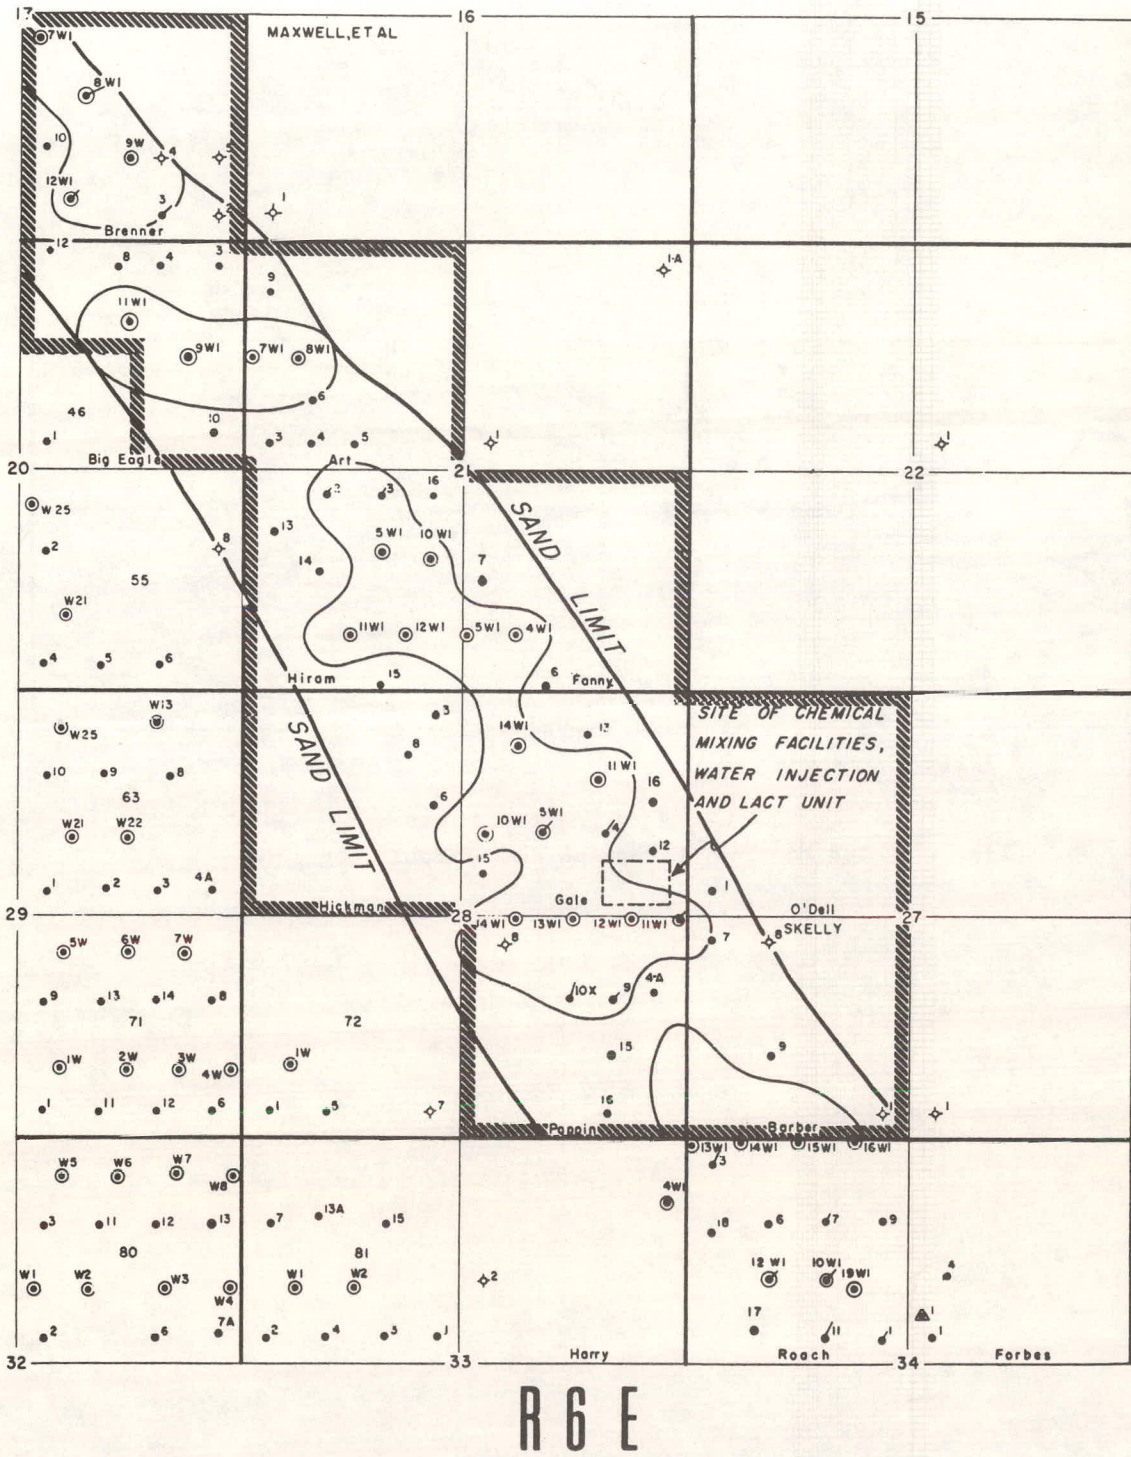 17 16 15
7WI MAXWELL, ET AL
8WI
10 9W 4
12WI
3 2 1
Brenner
12
8 4 3 1-A
9
11WI
9WI 7WI 8WI
6
46 10
1 3 4 5 1 1
Big Eagle Art
20 21 22
2 3 16
W25
13 5WI 10WI
2 8
14 7
55
W21
11WI 12WI 5WI 4WI
4 5 6
Hiram 15 6 Fanny
SAND LIMIT
W13 3
W25 14WI 13
8
10 9 8 11WI
SITE OF CHEMICAL
MIXING FACILITIES,
WATER INJECTION
AND LACT UNIT
63 6 16
W21 W22 10WI 5WI 4
SAND LIMIT
15 12
1 2 3 4A 1
Hickman Gale O'Dell
29 28 27
SKELLY
14WI 13WI 12WI 11WI
5W 6W 7W 8 7 8
4-A
9 13 14 8 10X 9
71 72
15 9
1W 2W 3W 4W 1W
1 11 12 6 1 5 7 16 1 1
Poppin Barber
13WI 14WI 15WI 16WI
W5 W6 W7 W8 3
4WI
3 11 12 13 7 13A 15 18 6 7 9
80 81
W1 W2 W3 W4 W1 W2 2 12WI 10WI 19WI 4
1
17
2 6 7A 2 4 3 1 11 1 1
32 33 34
Harry Roach Forbes
R6E